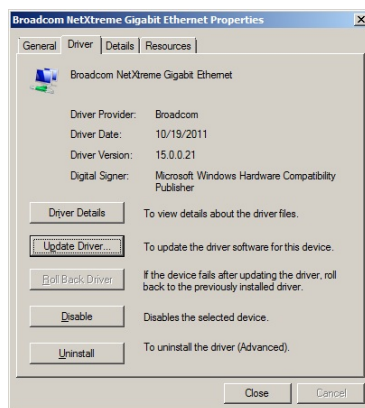 Broadcom NetXtreme Gigabit Ethernet Properties
General Driver Details Resources
Broadcom NetXtreme Gigabit Ethernet
Driver Provider: Broadcom
Driver Date: 10/19/2011
Driver Version: 15.0.0.21
Digital Signer: Microsoft Windows Hardware Compatibility
Publisher
Driver Details To view details about the driver files.
Update Driver... To update the driver software for this device.
Roll Back Driver If the device fails after updating the driver, roll
back to the previously installed driver.
Disable Disables the selected device.
Uninstall To uninstall the driver (Advanced).
Close Cancel